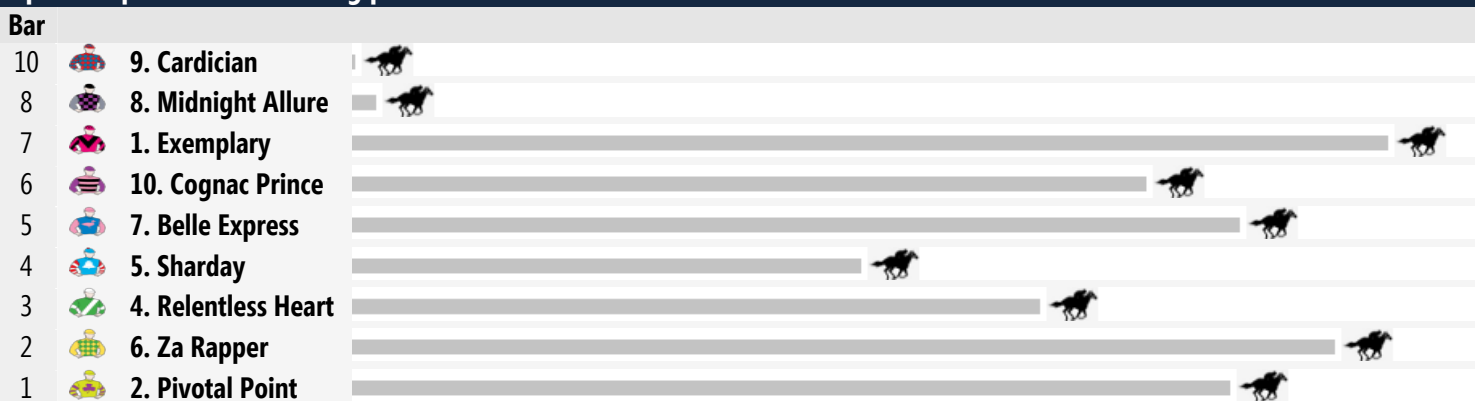 Bar
10 9. Cardician
8 8. Midnight Allure
7 1. Exemplary
6 10. Cognac Prince
5 7. Belle Express
4 5. Sharday
3 4. Relentless Heart
2 6. Za Rapper
1 2. Pivotal Point